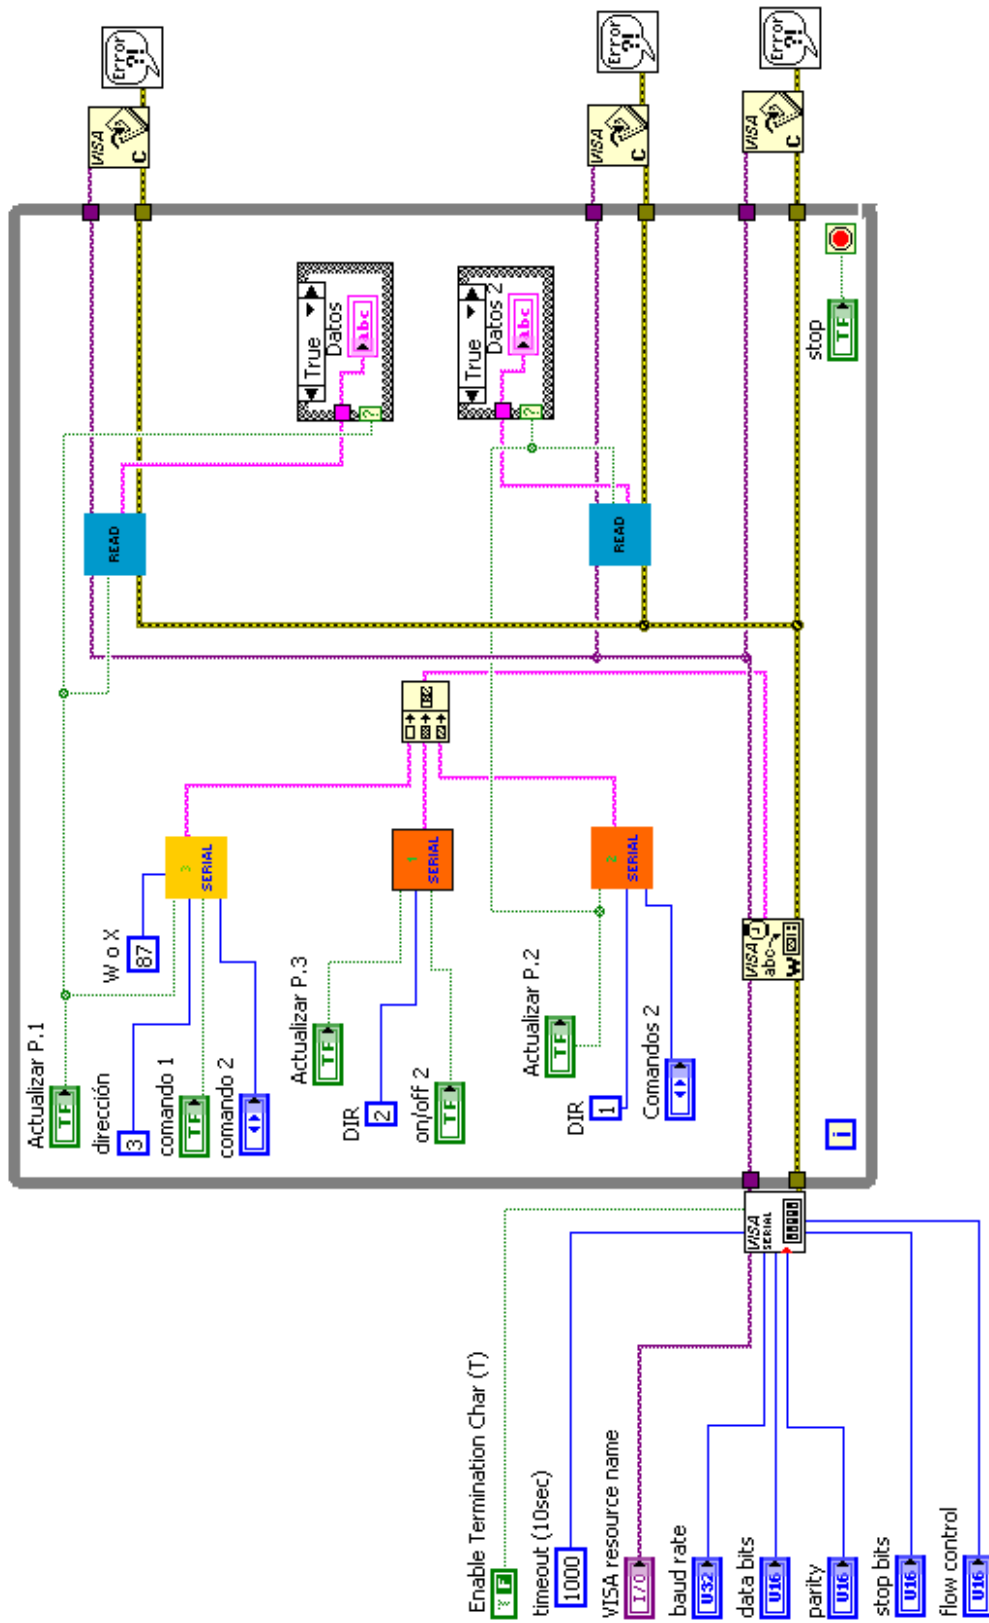 Actualizar P.1
TF
dirección
3
comando 1
TF
comando 2
W o X
87
3
SERIAL
Actualizar P.3
TF
DIR
2
on/off 2
TF
1
SERIAL
Actualizar P.2
TF
DIR
1
Comandos 2
2
SERIAL
READ
READ
True
Datos
abc
?
True
Datos 2
abc
?
VISA
abc
W
VISA
C
Error
?!
VISA
C
Error
?!
VISA
C
Error
?!
stop
TF
i
VISA
SERIAL
Enable Termination Char (T)
F
timeout (10sec)
1000
VISA resource name
I/O
baud rate
U32
data bits
U16
parity
U16
stop bits
U16
flow control
U16